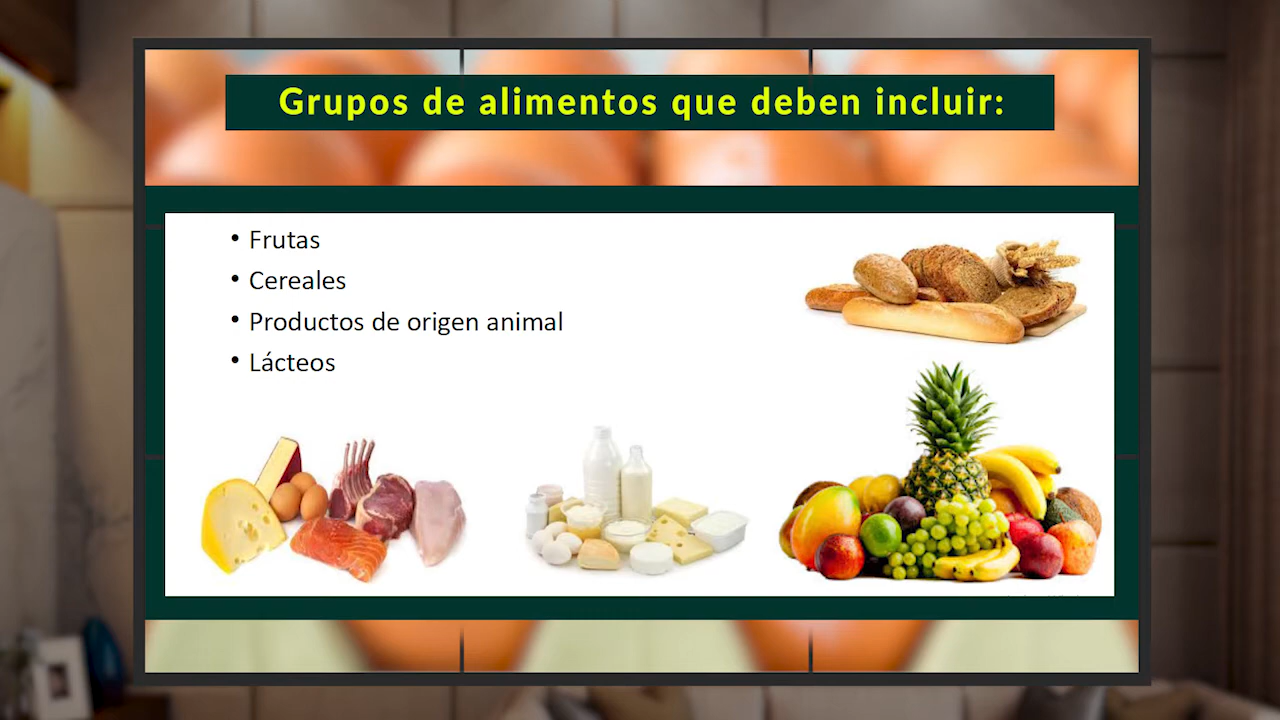 Grupos de alimentos que deben incluir:
• Frutas
• Cereales
• Productos de origen animal
• Lácteos